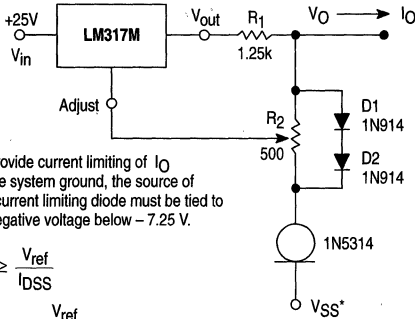 +25V
Vin
LM317M
Vout
R1
1.25k
VO
IO
Adjust
R2
500
D1
1N914
D2
1N914
rovide current limiting of IO
e system ground, the source of
current limiting diode must be tied to
egative voltage below – 7.25 V.
1N5314
≥ Vref
IDSS
Vref
VSS*